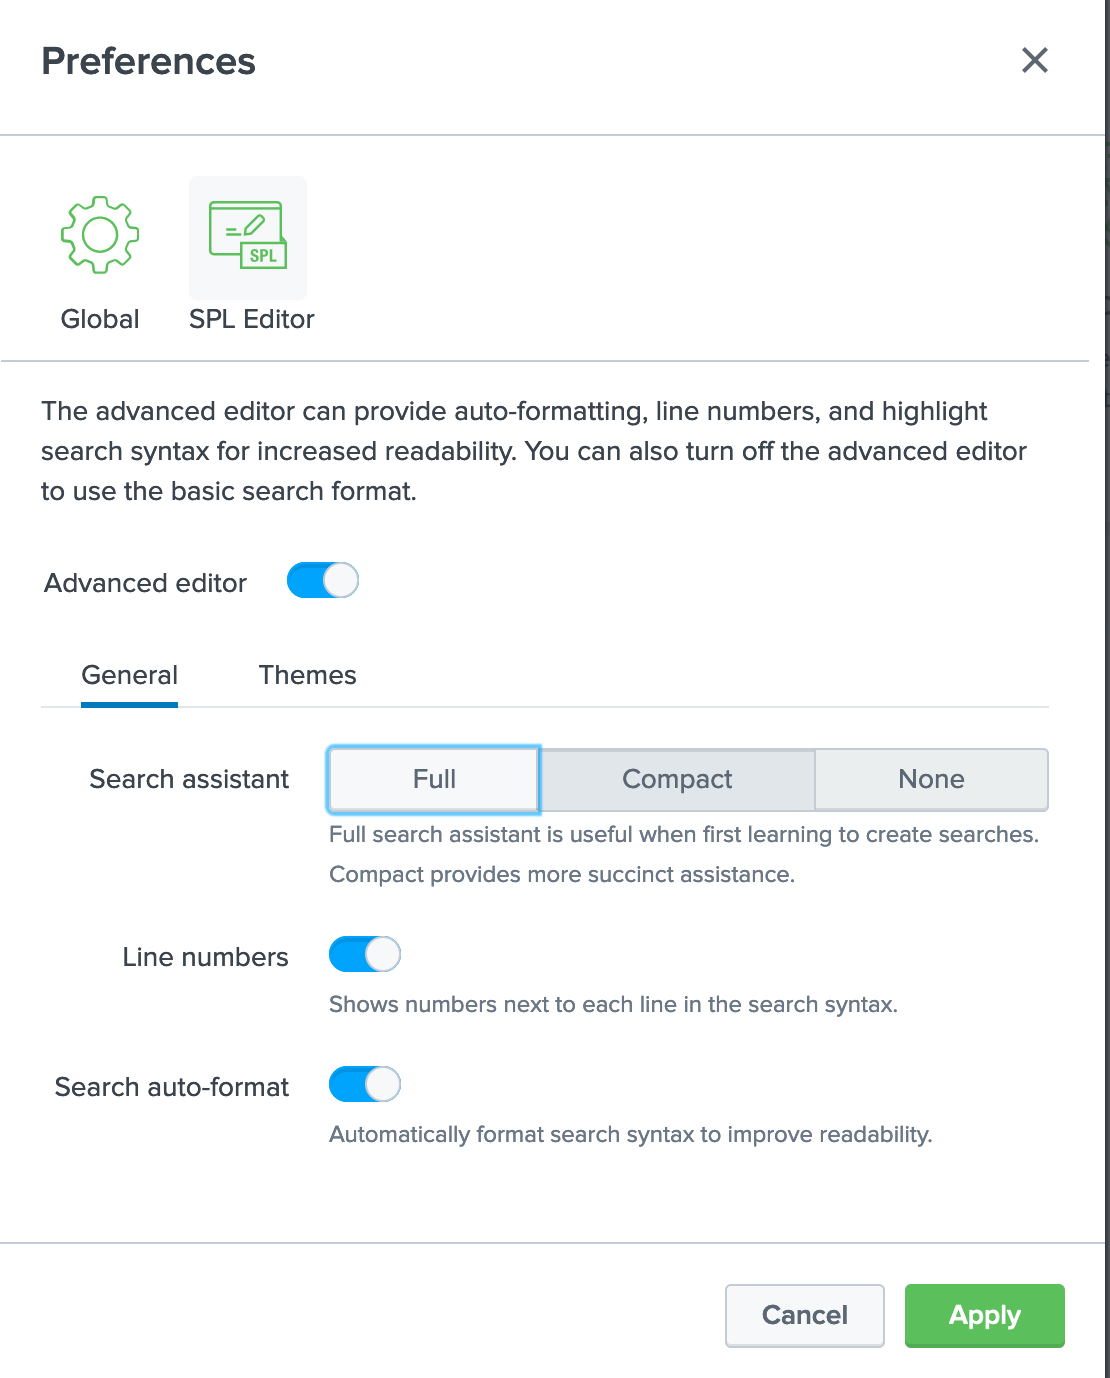 Preferences
SPL
Global
SPL Editor
The advanced editor can provide auto-formatting, line numbers, and highlight
search syntax for increased readability. You can also turn off the advanced editor
to use the basic search format.
Advanced editor
General
Themes
Search assistant
Full
Compact
None
Full search assistant is useful when first learning to create searches.
Compact provides more succinct assistance.
Line numbers
Shows numbers next to each line in the search syntax.
Search auto-format
Automatically format search syntax to improve readability.
Cancel
Apply